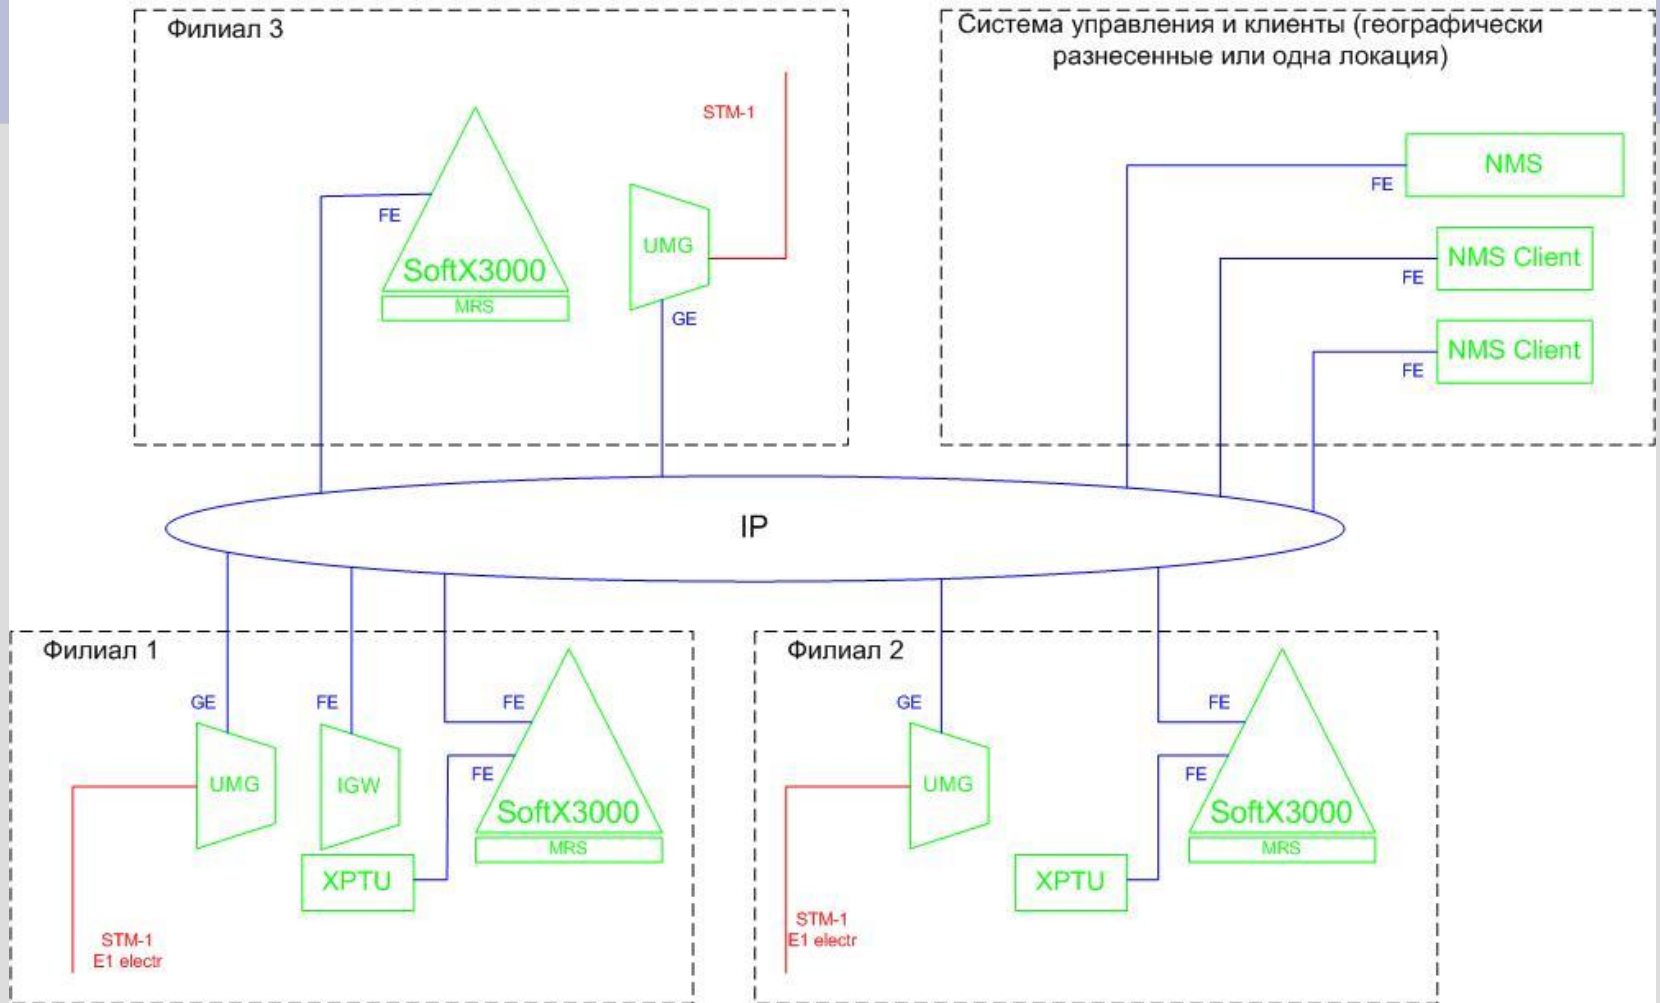 Филиал 3
STM-1
FE
UMG
SoftX3000
MRS
GE
Система управления и клиенты (географически
разнесенные или одна локация)
NMS
FE
NMS Client
FE
NMS Client
FE
IP
Филиал 1
GE
FE
FE
UMG
IGW
FE
SoftX3000
MRS
XPTU
STM-1
E1 electr
Филиал 2
GE
FE
UMG
FE
SoftX3000
MRS
XPTU
STM-1
E1 electr